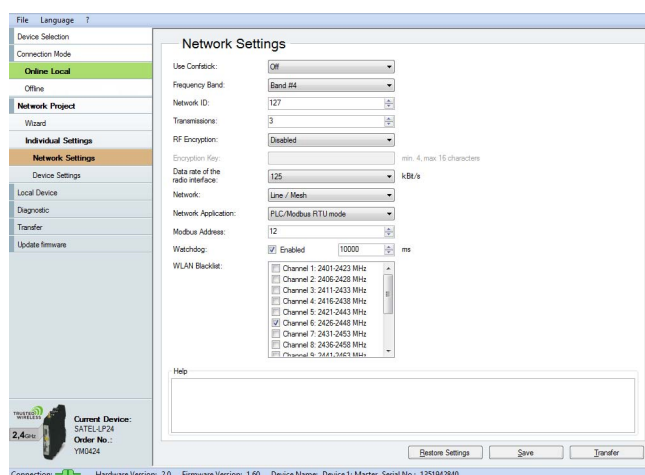 File Language ?
Device Selection
Connection Mode
Online Local
Offline
Network Project
Wizard
Individual Settings
Network Settings
Device Settings
Local Device
Diagnostic
Transfer
Update firmware
Network Settings
Use Confstick: Off
Frequency Band: Band #4
Network ID: 127
Transmissions: 3
RF Encryption: Disabled
Encryption Key: min. 4, max 16 characters
Data rate of the
radio interface: 125 kBit/s
Network: Line / Mesh
Network Application: PLC/Modbus RTU mode
Modbus Address: 12
Watchdog: Enabled 10000 ms
WLAN Blacklist:
Channel 1: 2401-2423 MHz
Channel 2: 2406-2428 MHz
Channel 3: 2411-2433 MHz
Channel 4: 2416-2438 MHz
Channel 5: 2421-2443 MHz
Channel 6: 2426-2448 MHz
Channel 7: 2431-2453 MHz
Channel 8: 2436-2458 MHz
Channel 9: 2441-2463 MHz
Help
TRUSTED
WIRELESS
2,4GHz
Current Device:
SATEL-LP24
Order No.:
YM0424
Restore Settings Save Transfer
Connection: Hardware Version: 2.0 Firmware Version: 1.60 Device Name: Device1: Master Serial No.: 1251942840